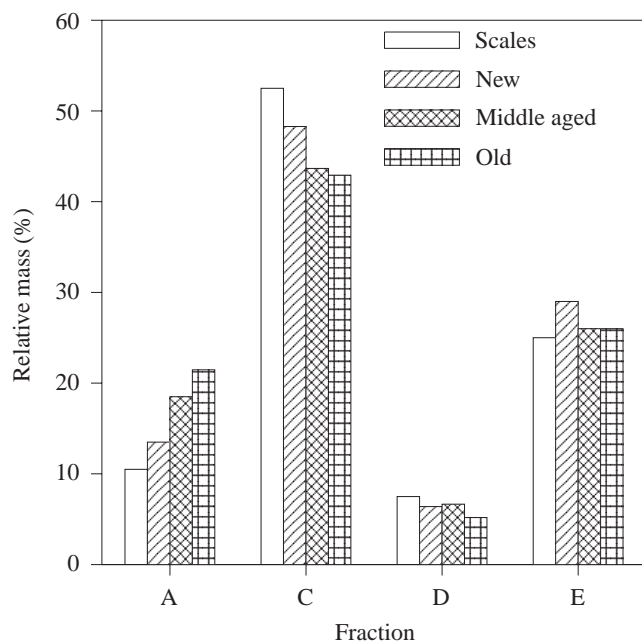 60
50
40
30
20
10
0
Relative mass (%)
Scales
New
Middle aged
Old
A C D E
Fraction